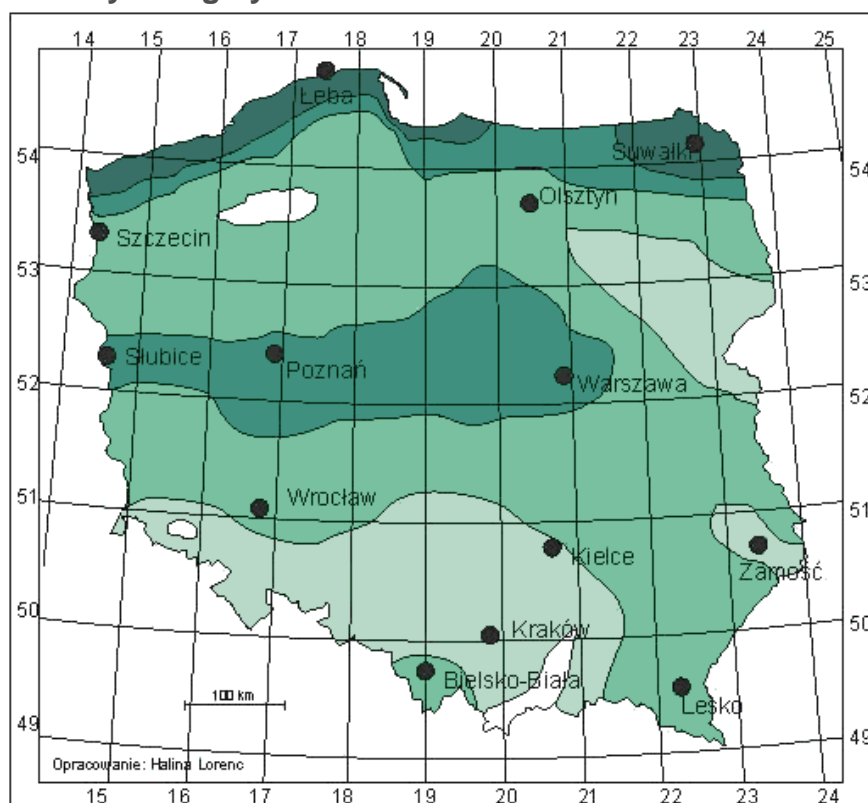 14 15 16 17 18 19 20 21 22 23 24 25
Łeba
54 Suwałki 54
Olsztyn
Szczecin
53 53
Słubice Poznań Warszawa
52 52
51 Wrocław 51
Kielce Zamość
50 Kraków 50
Bielsko-Biała
100 km Lesko
49 49
Opracowanie: Halina Lorenc
15 16 17 18 19 20 21 22 23 24